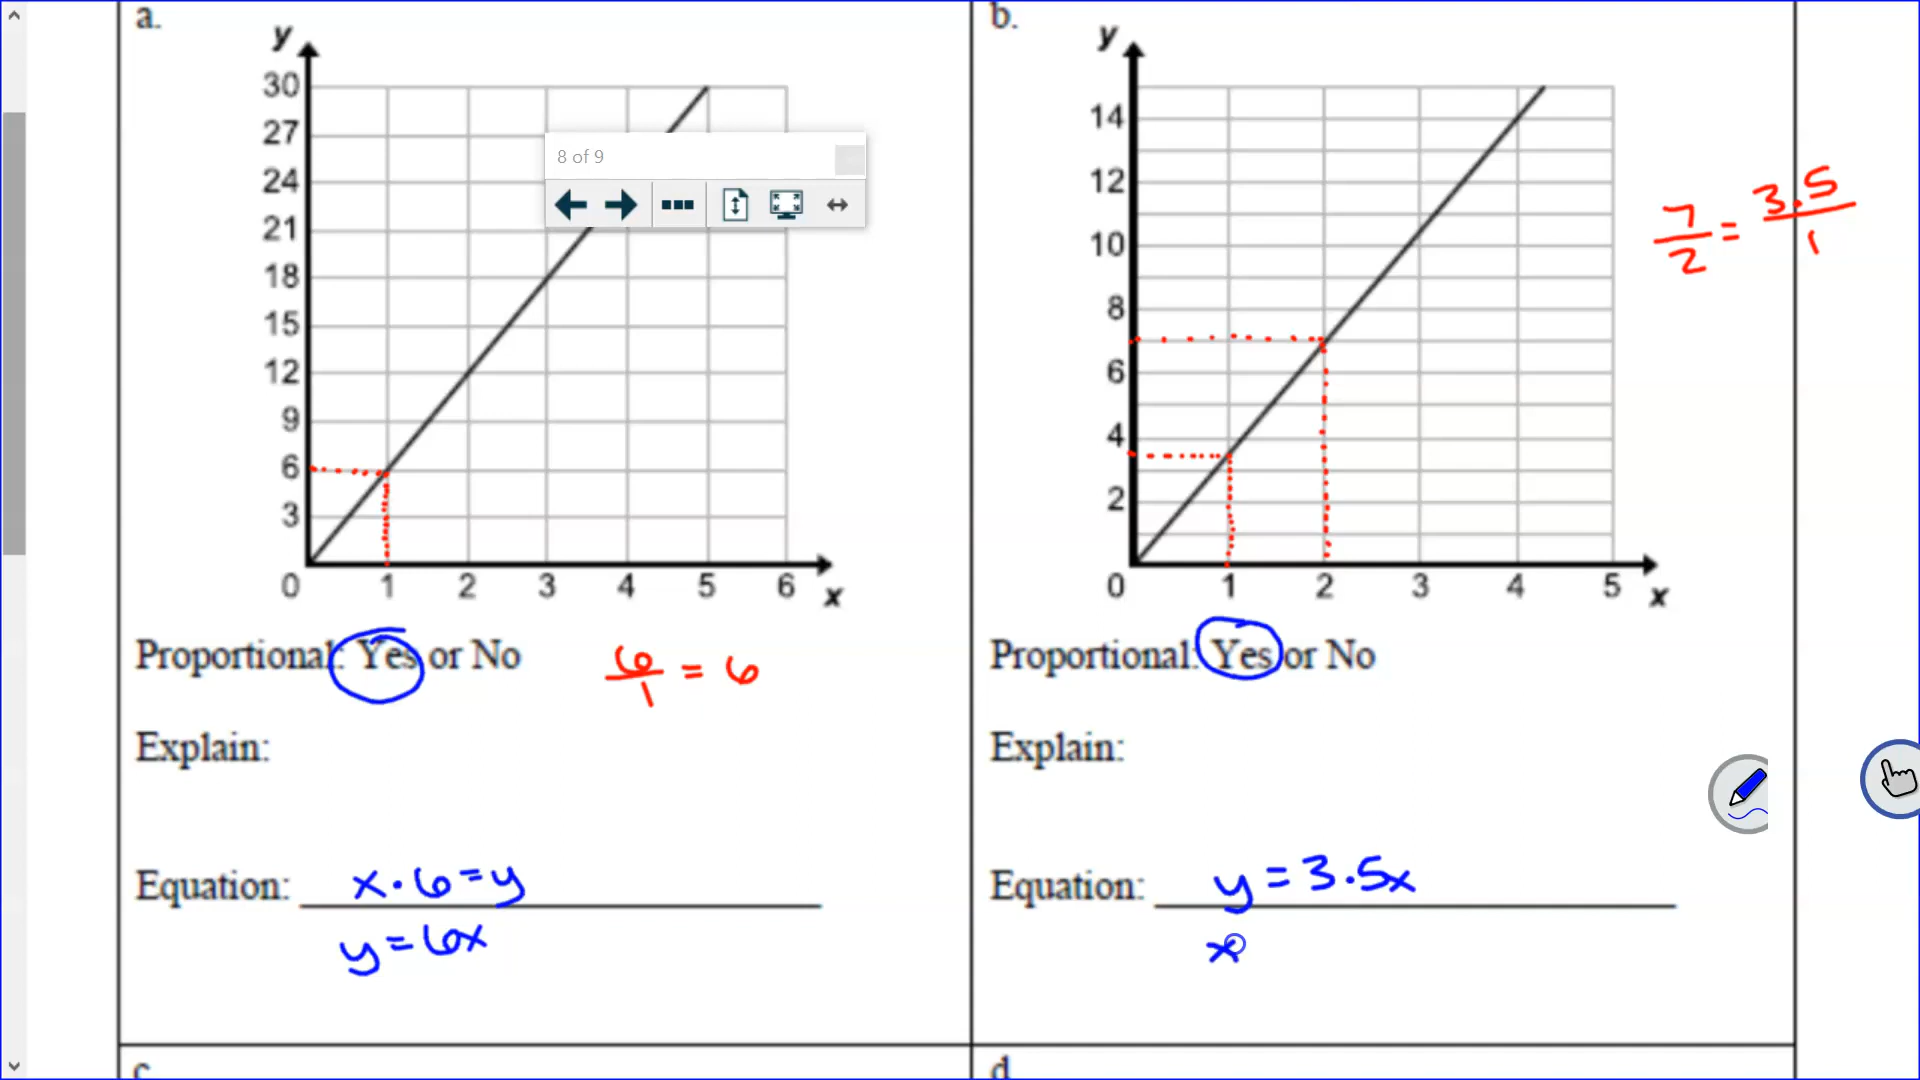 a.
y
30
27
24
21
18
15
12
9
6
3
0 1 2 3 4 5 6 x
8 of 9
Proportional: Yes or No
6/1 = 6
Explain:
Equation: x · 6 = y
y = 6x
b.
y
14
12
10
8
6
4
2
0 1 2 3 4 5 x
7/2 = 3.5/1
Proportional: Yes or No
Explain:
Equation: y = 3.5x
x
c
d